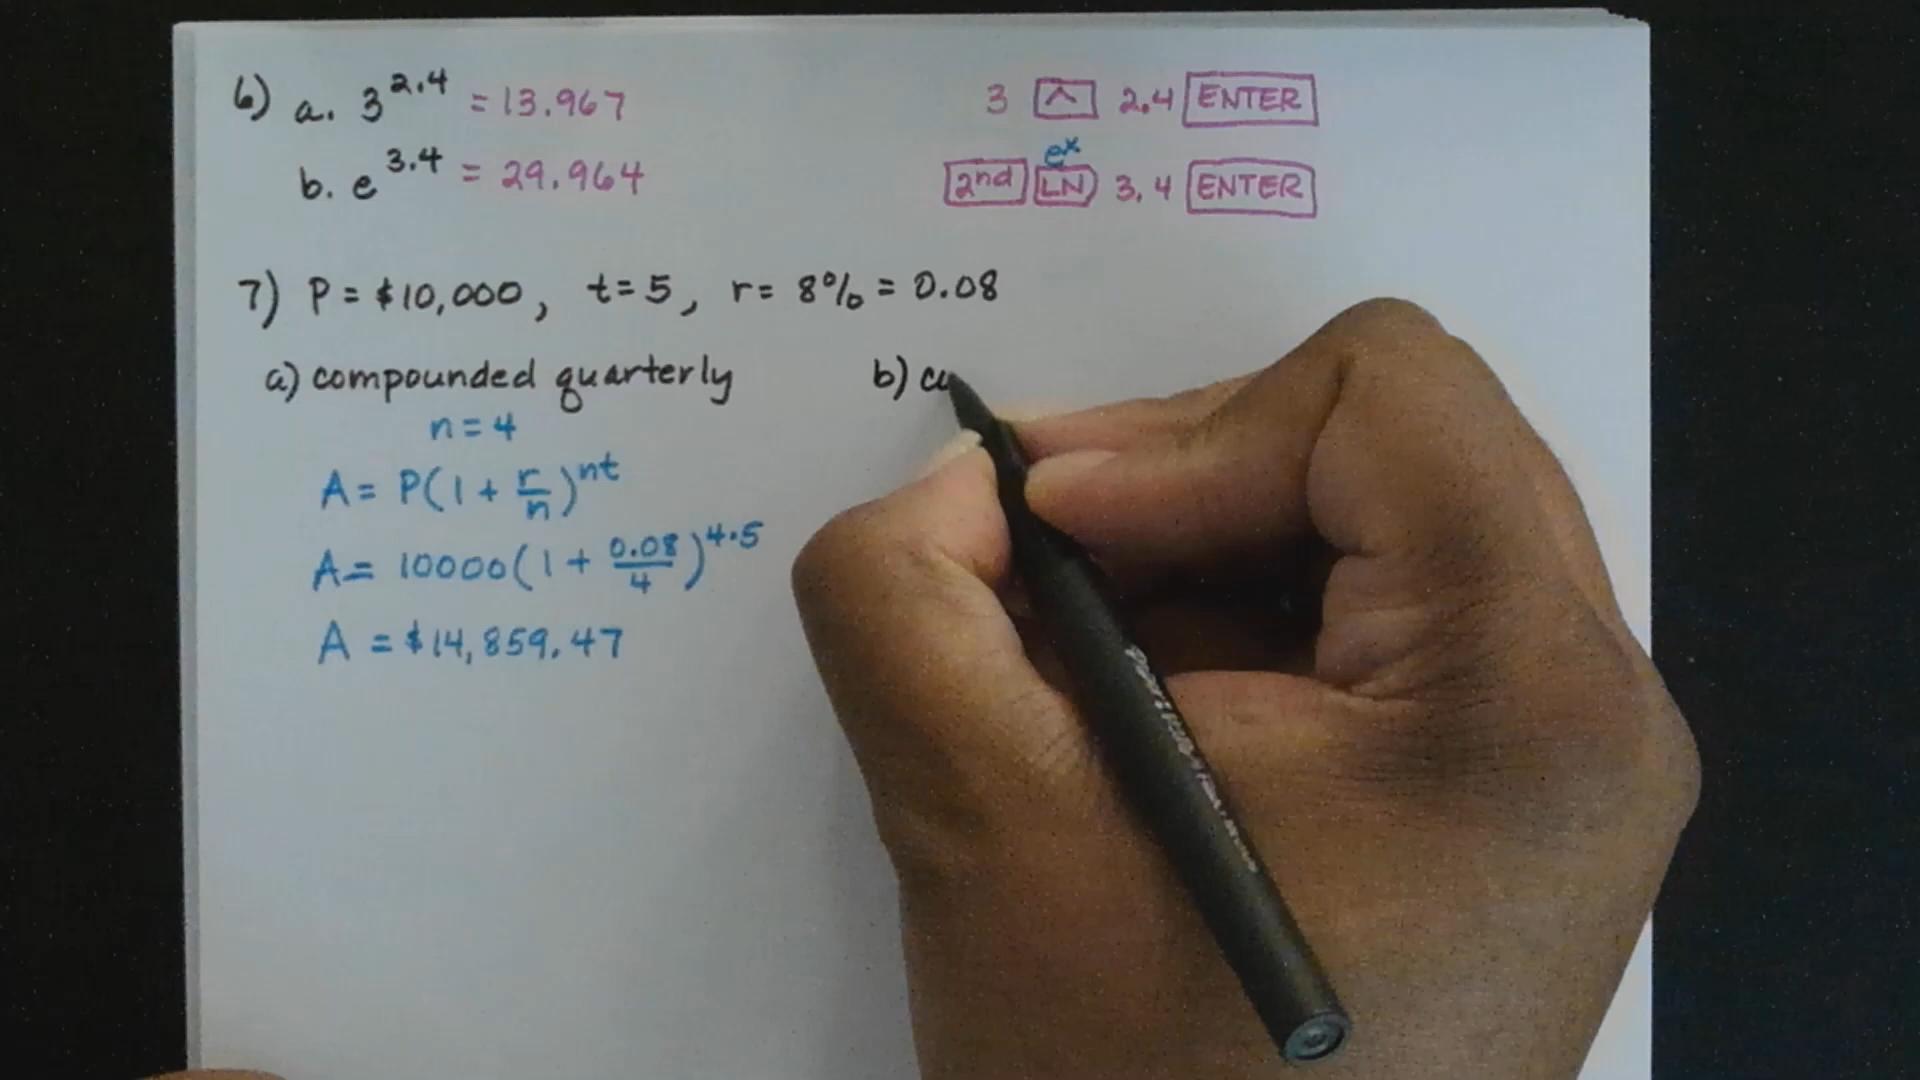 6) a. 3^2.4 = 13.967 3 ^ 2.4 ENTER
e^x
b. e^3.4 = 29.964 2nd LN 3.4 ENTER
7) P = $10,000, t = 5, r = 8% = 0.08
a) compounded quarterly b)
n = 4
A = P(1 + r/n)^nt
A = 10000(1 + 0.08/4)^4·5
A = $14,859.47